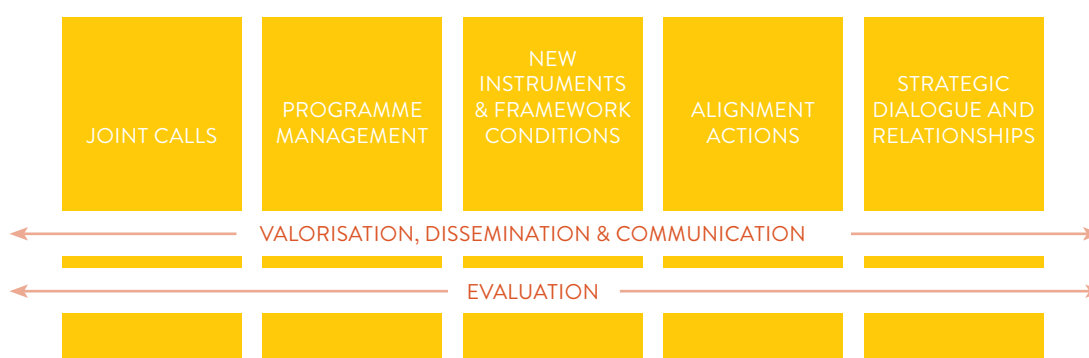 JOINT CALLS
PROGRAMME
MANAGEMENT
NEW
INSTRUMENTS
& FRAMEWORK
CONDITIONS
ALIGNMENT
ACTIONS
STRATEGIC
DIALOGUE AND
RELATIONSHIPS
VALORISATION, DISSEMINATION & COMMUNICATION
EVALUATION